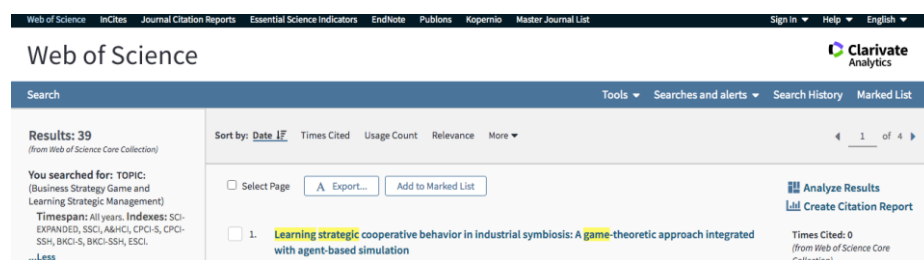 Web of Science InCites Journal Citation Reports Essential Science Indicators EndNote Publons Kopernio Master Journal List Sign In Help English
Web of Science
Clarivate
Analytics
Search Tools Searches and alerts Search History Marked List
Results: 39
(from Web of Science Core Collection)
You searched for: TOPIC:
(Business Strategy Game and
Learning Strategic Management)
Timespan: All years. Indexes: SCI-
EXPANDED, SSCI, A&HCI, CPCI-S, CPCI-
SSH, BKCI-S, BKCI-SSH, ESCI.
...Less
Sort by: Date Times Cited Usage Count Relevance More
1 of 4
Select Page Export... Add to Marked List
1. Learning strategic cooperative behavior in industrial symbiosis: A game-theoretic approach integrated
with agent-based simulation
Analyze Results
Create Citation Report
Times Cited: 0
(from Web of Science Core
Collection)